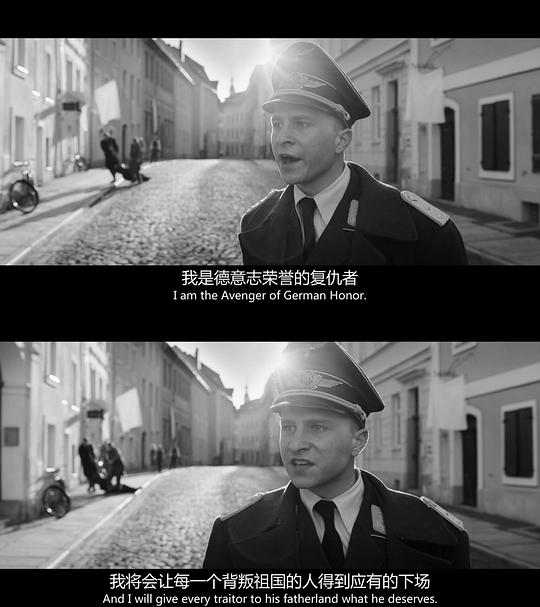 我是德意志荣誉的复仇者
I am the Avenger of German Honor.
我将会让每一个背叛祖国的人得到应有的下场
And I will give every traitor to his fatherland what he deserves.